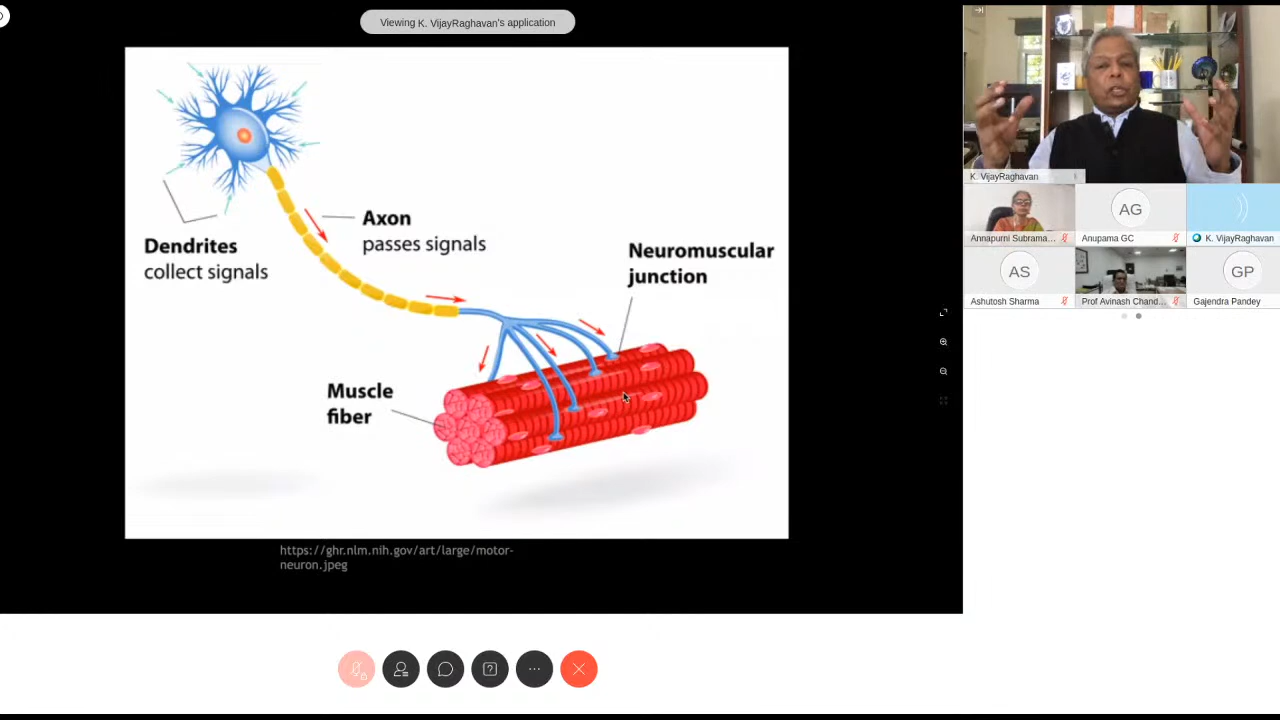 Viewing K. VijayRaghavan's application
Dendrites
collect signals
Axon
passes signals
Neuromuscular
junction
Muscle
fiber
https://ghr.nlm.nih.gov/art/large/motor-
neuron.jpeg
K. VijayRaghavan
Annapurni Subrama...
AG
Anupama GC
K. VijayRaghavan
AS
Ashutosh Sharma
Prof Avinash Chand...
GP
Gajendra Pandey